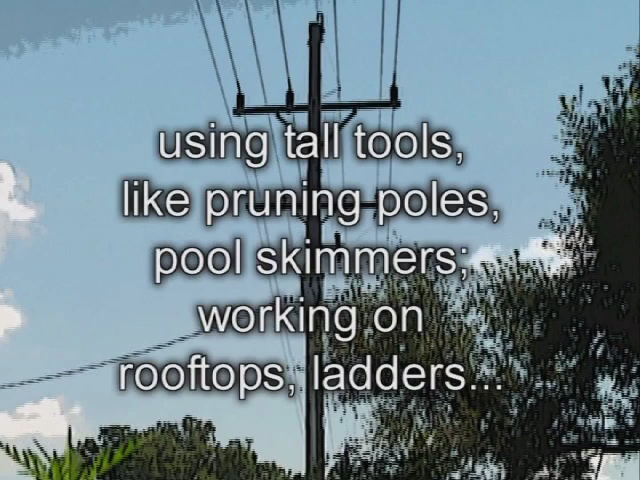 using tall tools,
like pruning poles,
pool skimmers;
working on
rooftops, ladders...